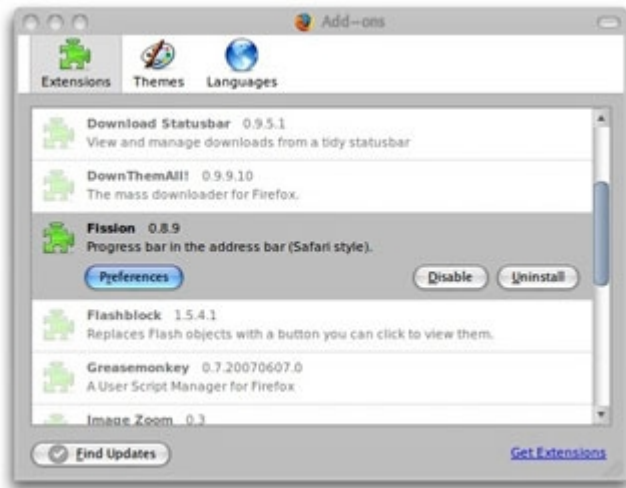 Add-ons
Extensions Themes Languages
Download Statusbar 0.9.5.1
View and manage downloads from a tidy statusbar
DownThemAll! 0.9.9.10
The mass downloader for Firefox.
Fission 0.8.9
Progress bar in the address bar (Safari style).
Preferences Disable Uninstall
Flashblock 1.5.4.1
Replaces Flash objects with a button you can click to view them.
Greasemonkey 0.7.20070607.0
A User Script Manager for Firefox
Image Zoom 0.3
Find Updates Get Extensions